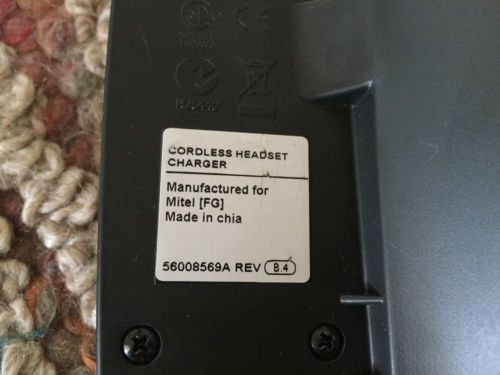 CORDLESS HEADSET
CHARGER
Manufactured for
Mitel [FG]
Made in chia
56008569A REV B.4